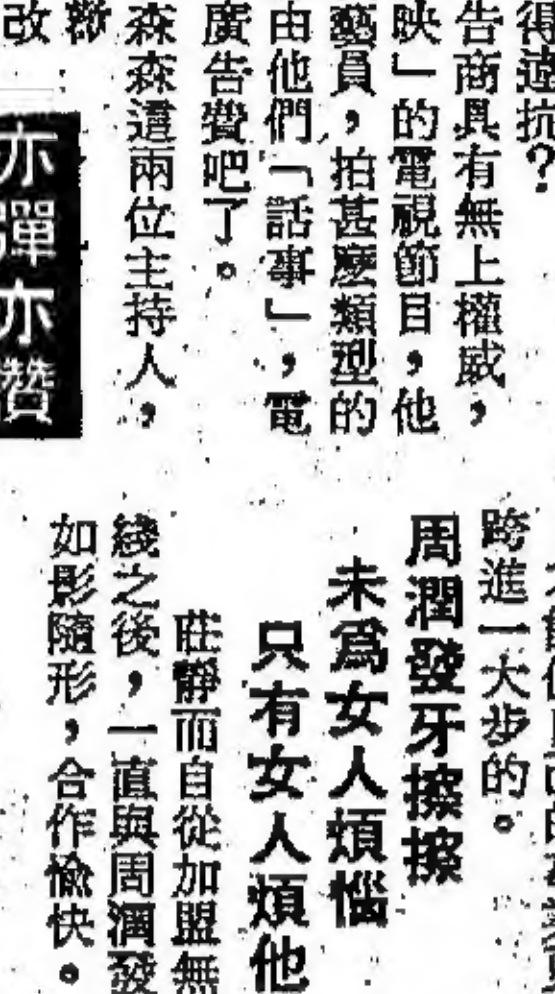 得違抗？
告商具有無上權威，
映」的電視節目，他
藝員，拍甚麼類型的
由他們「話事」，電
廣告費吧了。
森森這兩位主持人，
改
亦彈亦贊
跨進一大步的。
周潤發牙擦擦
未爲女人煩惱
只有女人煩他
莊靜而自從加盟無
綫之後，一直與周潤發
如影隨形，合作愉快。